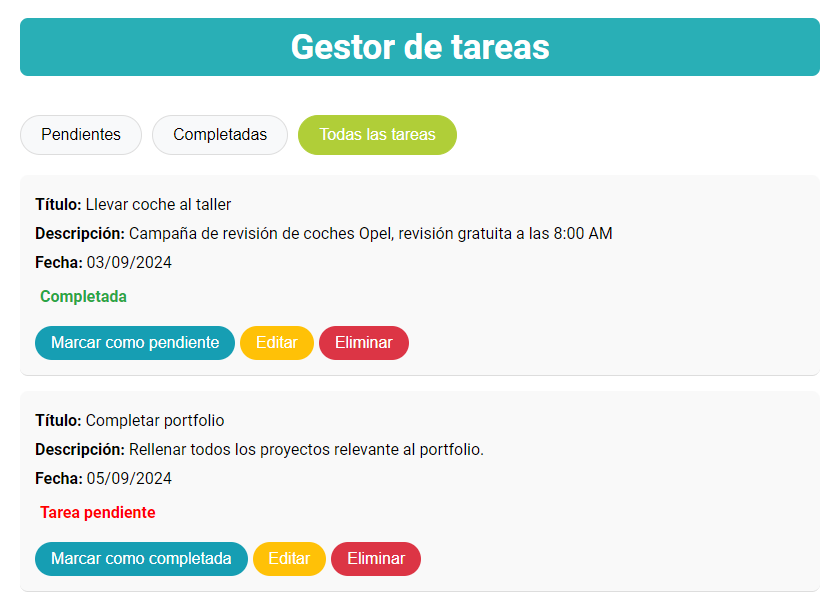 Gestor de tareas
Pendientes Completadas Todas las tareas
Título: Llevar coche al taller
Descripción: Campaña de revisión de coches Opel, revisión gratuita a las 8:00 AM
Fecha: 03/09/2024
Completada
Marcar como pendiente Editar Eliminar
Título: Completar portfolio
Descripción: Rellenar todos los proyectos relevante al portfolio.
Fecha: 05/09/2024
Tarea pendiente
Marcar como completada Editar Eliminar